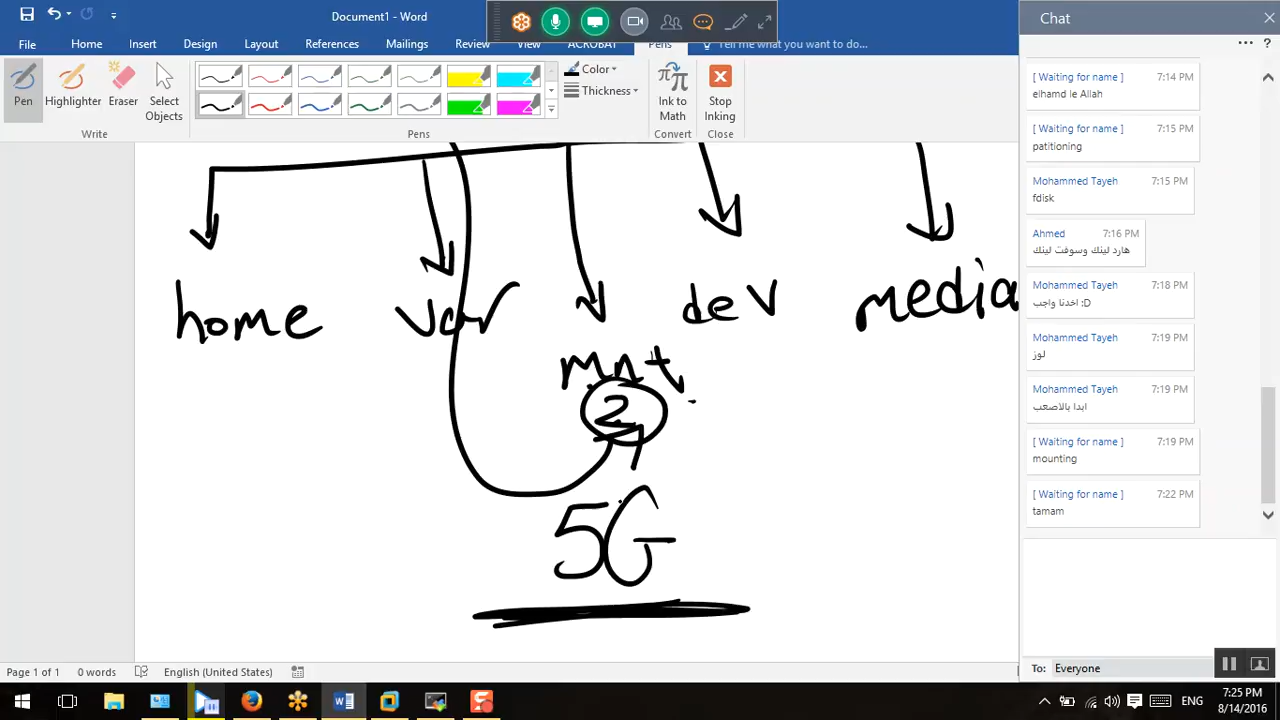 Document1 - Word
Chat
File
Home
Insert
Design
Layout
References
Mailings
Review
View
ACROBAT
Pens
Tell me what you want to do...
Pen
Highlighter
Eraser
Select Objects
Write
Pens
Color
Thickness
Ink to Math
Convert
Stop Inking
Close
[ Waiting for name ] 7:14 PM
elhamd le Allah
[ Waiting for name ] 7:15 PM
patitioning
Mohammed Tayeh 7:15 PM
fdisk
Ahmed 7:16 PM
هارد لينك وسوفت لينك
Mohammed Tayeh 7:18 PM
اخدنا واجب :D
Mohammed Tayeh 7:19 PM
لوز
Mohammed Tayeh 7:19 PM
ابدا بالاصعب
[ Waiting for name ] 7:19 PM
mounting
[ Waiting for name ] 7:22 PM
tamam
home var dev media
mnt
2
5G
To: Everyone
Page 1 of 1 0 words English (United States)
ENG
7:25 PM
8/14/2016